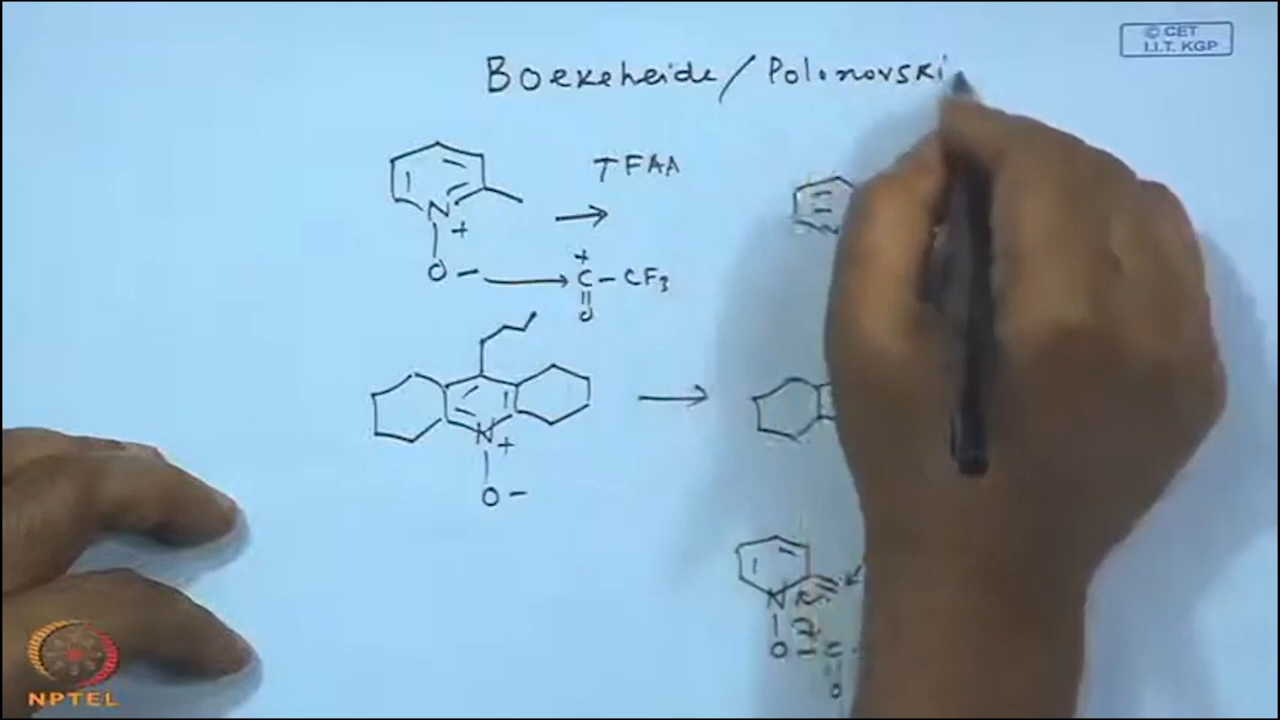 © CET
I.I.T. KGP
Boekeheide/Polonovski
TFAA
N
+
O −
+
C − CF3
O
N
+
O −
N
O
C
O
NPTEL